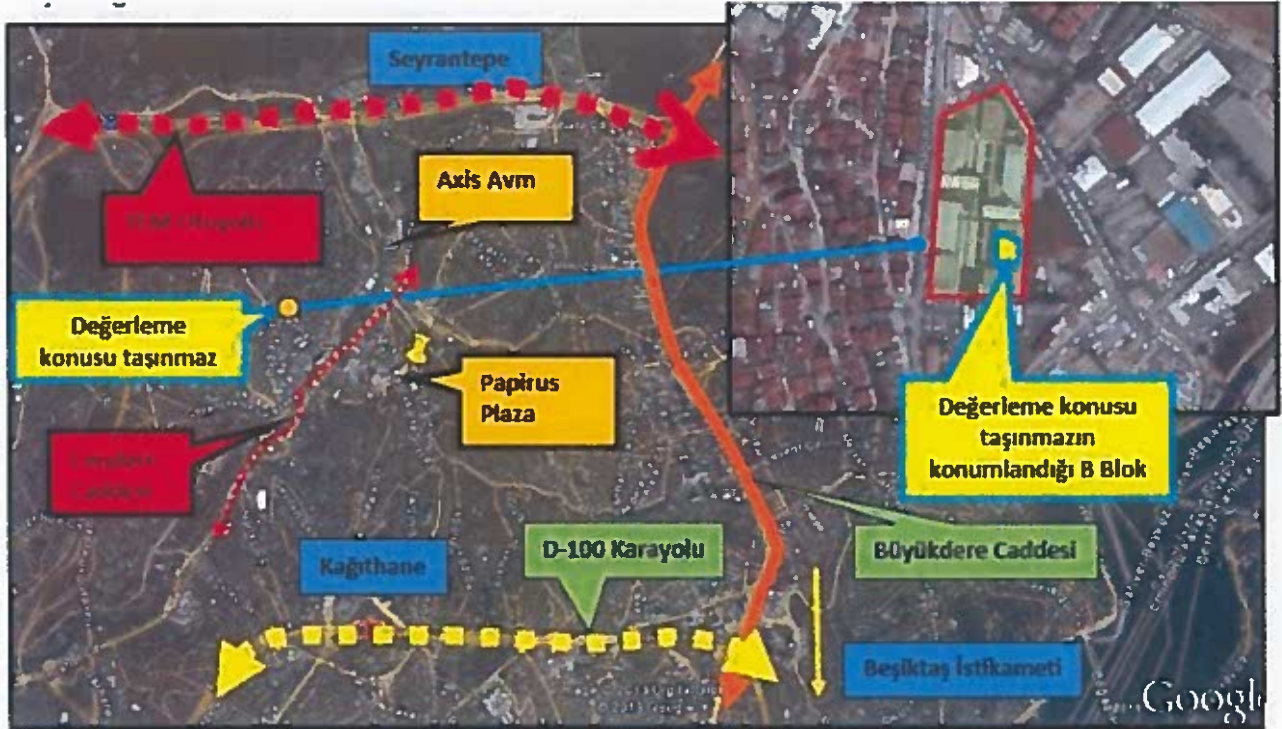 Seyrantepe
Axis Avm
Değerleme
konusu taşınmaz
Papirus
Plaza
Caddesi
Değerleme konusu
taşınmazın
konumlandığı B Blok
D-100 Karayolu
Büyükdere Caddesi
Kağıthane
Beşiktaş İstikameti
Google